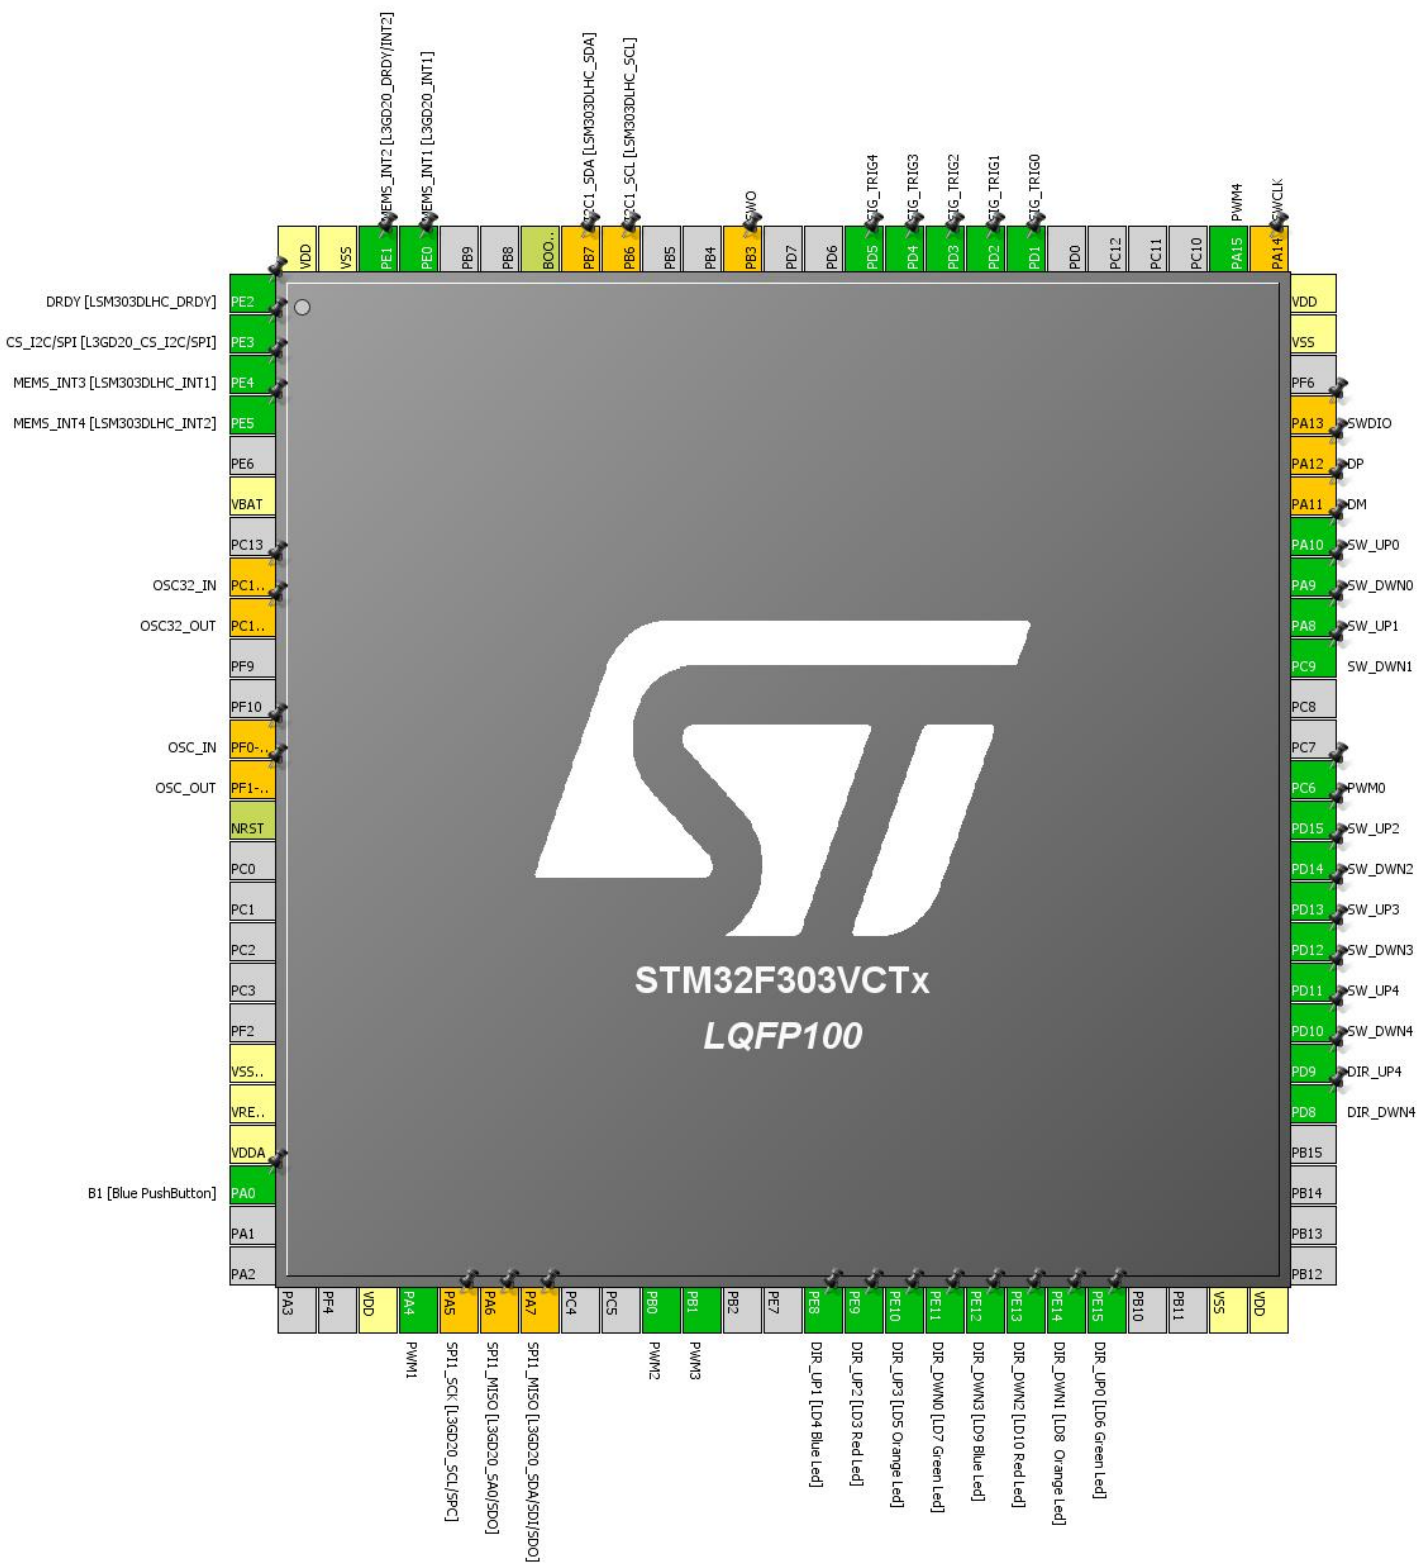 MEMS_INT2 [L3GD20_DRDY/INT2]
MEMS_INT1 [L3GD20_INT1]
I2C1_SDA [LSM303DLHC_SDA]
I2C1_SCL [LSM303DLHC_SCL]
SWO
SIG_TRIG4
SIG_TRIG3
SIG_TRIG2
SIG_TRIG1
SIG_TRIG0
PWM4
SWCLK
VDD
VSS
PE1
PE0
PB9
PB8
BOO..
PB7
PB6
PB5
PB4
PB3
PD7
PD6
PD5
PD4
PD3
PD2
PD1
PD0
PC12
PC11
PC10
PA15
PA14
DRDY [LSM303DLHC_DRDY] PE2
CS_I2C/SPI [L3GD20_CS_I2C/SPI] PE3
MEMS_INT3 [LSM303DLHC_INT1] PE4
MEMS_INT4 [LSM303DLHC_INT2] PE5
PE6
VBAT
PC13
OSC32_IN PC1..
OSC32_OUT PC1..
PF9
PF10
OSC_IN PF0-..
OSC_OUT PF1-..
NRST
PC0
PC1
PC2
PC3
PF2
VSS..
VRE..
VDDA
B1 [Blue PushButton] PA0
PA1
PA2
STM32F303VCTx
LQFP100
VDD
VSS
PF6
PA13 SWDIO
PA12 DP
PA11 DM
PA10 SW_UP0
PA9 SW_DWN0
PA8 SW_UP1
PC9 SW_DWN1
PC8
PC7
PC6 PWM0
PD15 SW_UP2
PD14 SW_DWN2
PD13 SW_UP3
PD12 SW_DWN3
PD11 SW_UP4
PD10 SW_DWN4
PD9 DIR_UP4
PD8 DIR_DWN4
PB15
PB14
PB13
PB12
PA3
PF4
VDD
PA4
PA5
PA6
PA7
PC4
PC5
PB0
PB1
PB2
PE7
PE8
PE9
PE10
PE11
PE12
PE13
PE14
PE15
PB10
PB11
VSS
VDD
PWM1
SPI1_SCK [L3GD20_SCL/SPC]
SPI1_MISO [L3GD20_SA0/SDO]
SPI1_MISO [L3GD20_SDA/SDI/SDO]
PWM2
PWM3
DIR_UP1 [LD4 Blue Led]
DIR_UP2 [LD3 Red Led]
DIR_UP3 [LD5 Orange Led]
DIR_DWN0 [LD7 Green Led]
DIR_DWN3 [LD9 Blue Led]
DIR_DWN2 [LD10 Red Led]
DIR_DWN1 [LD8 Orange Led]
DIR_UP0 [LD6 Green Led]